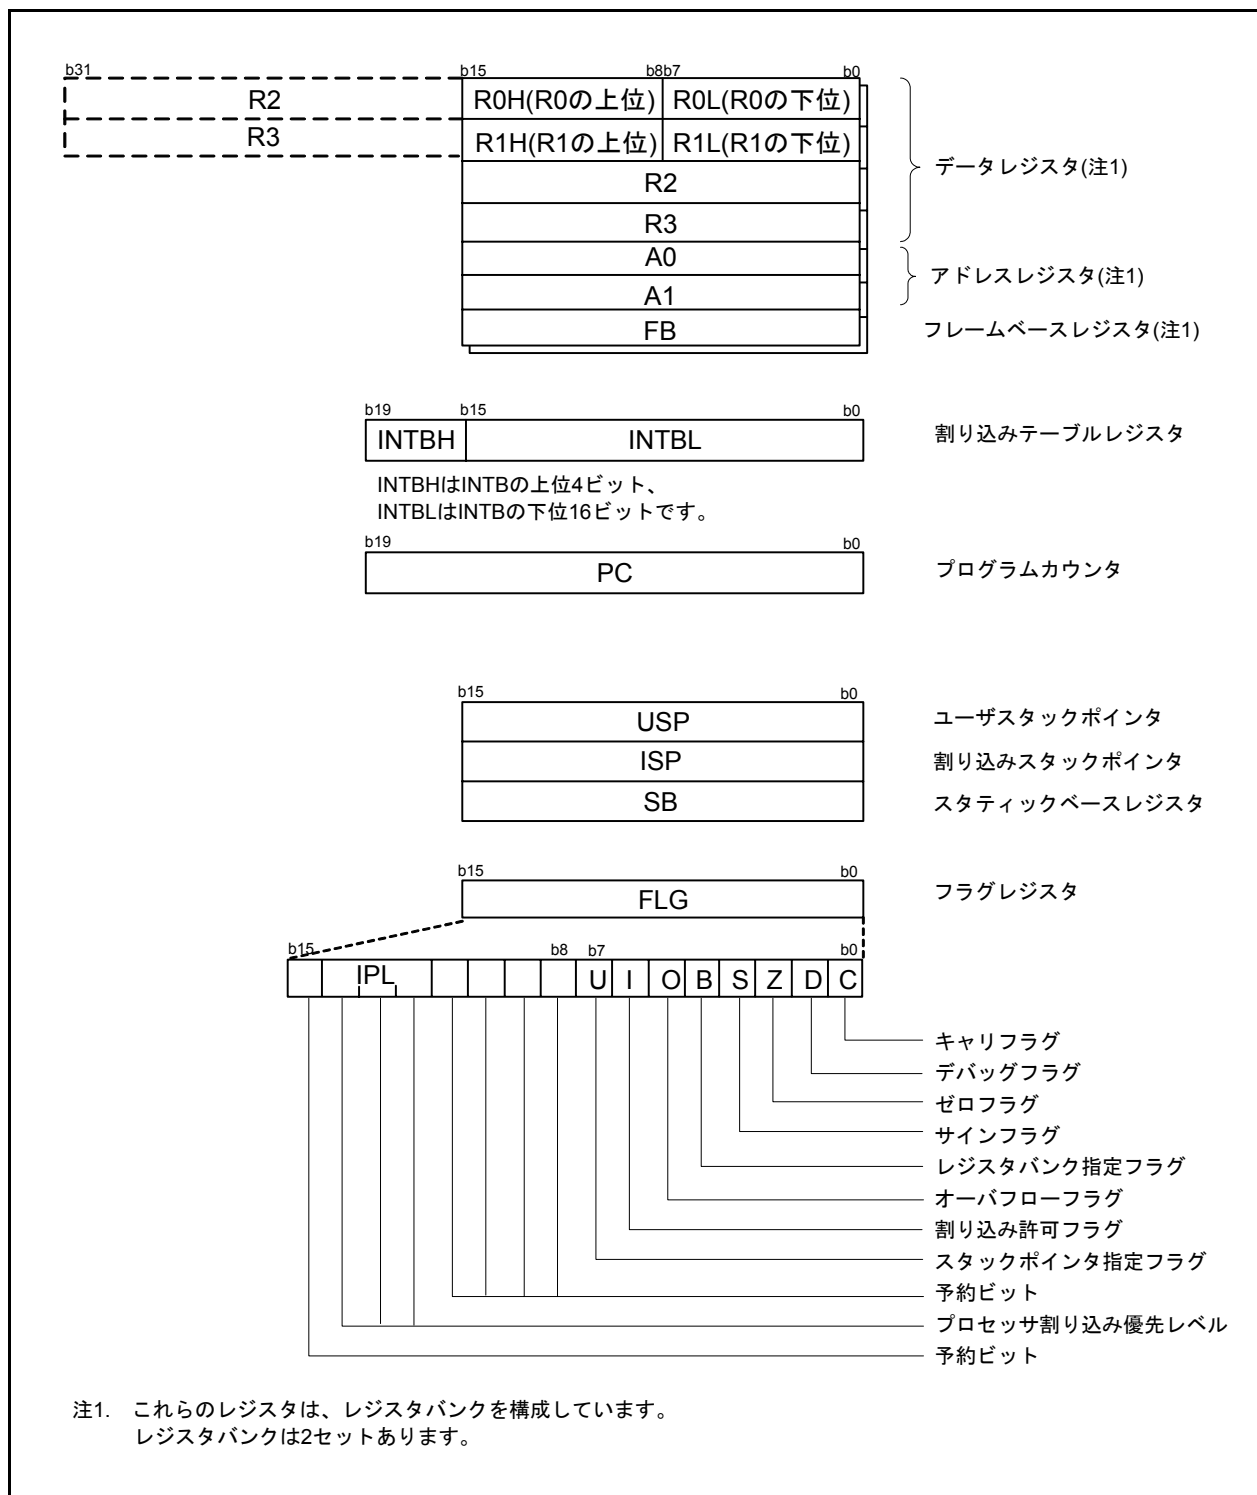 b31 b15 b8b7 b0
R2 R0H(R0の上位) R0L(R0の下位)
R3 R1H(R1の上位) R1L(R1の下位)
R2
R3
データレジスタ(注1)
A0
A1
アドレスレジスタ(注1)
FB フレームベースレジスタ(注1)
b19 b15 b0
INTBH INTBL 割り込みテーブルレジスタ
INTBHはINTBの上位4ビット、
INTBLはINTBの下位16ビットです。
b19 b0
PC プログラムカウンタ
b15 b0
USP ユーザスタックポインタ
ISP 割り込みスタックポインタ
SB スタティックベースレジスタ
b15 b0
FLG フラグレジスタ
b15 b8 b7 b0
IPL U I O B S Z D C
キャリフラグ
デバッグフラグ
ゼロフラグ
サインフラグ
レジスタバンク指定フラグ
オーバフローフラグ
割り込み許可フラグ
スタックポインタ指定フラグ
予約ビット
プロセッサ割り込み優先レベル
予約ビット
注1. これらのレジスタは、レジスタバンクを構成しています。
レジスタバンクは2セットあります。